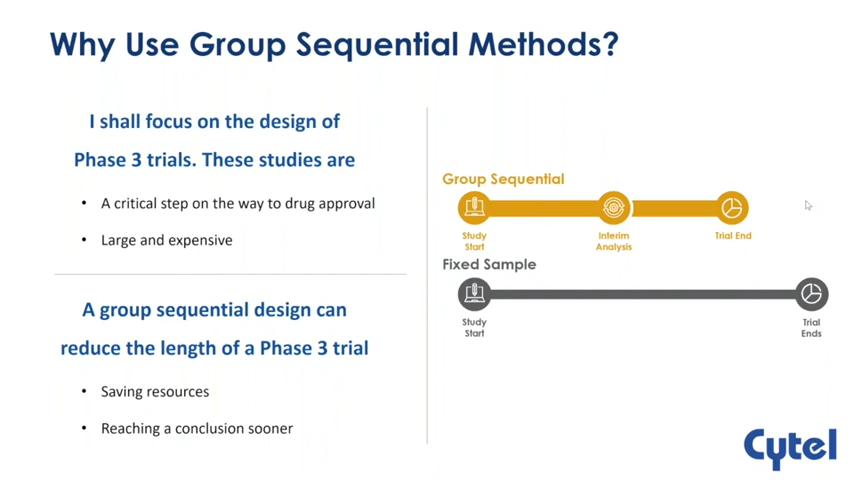 Why Use Group Sequential Methods?
I shall focus on the design of
Phase 3 trials. These studies are
• A critical step on the way to drug approval
• Large and expensive
A group sequential design can
reduce the length of a Phase 3 trial
• Saving resources
• Reaching a conclusion sooner
Group Sequential
Study
Start
Interim
Analysis
Trial End
Fixed Sample
Study
Start
Trial
Ends
Cytel